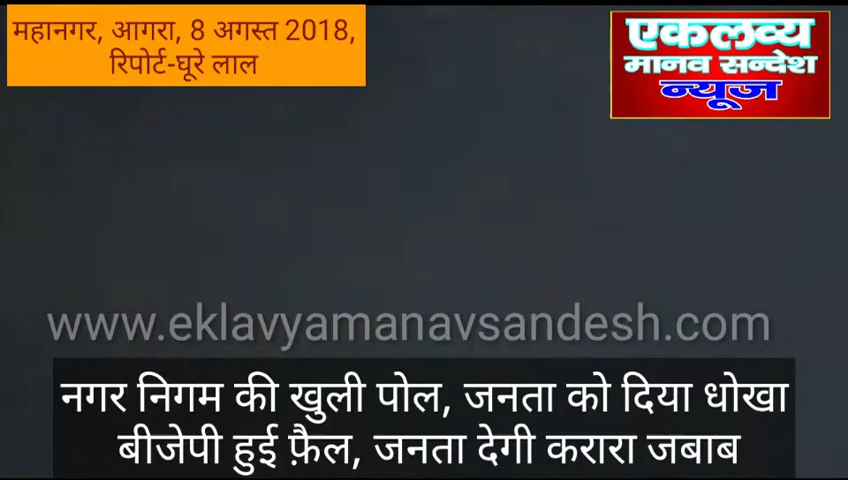 महानगर, आगरा, 8 अगस्त 2018,
रिपोर्ट-घूरे लाल
एकलव्य
मानव सन्देश
न्यूज
www.eklavyamanavsandesh.com
नगर निगम की खुली पोल, जनता को दिया धोखा
बीजेपी हुई फ़ैल, जनता देगी करारा जबाब